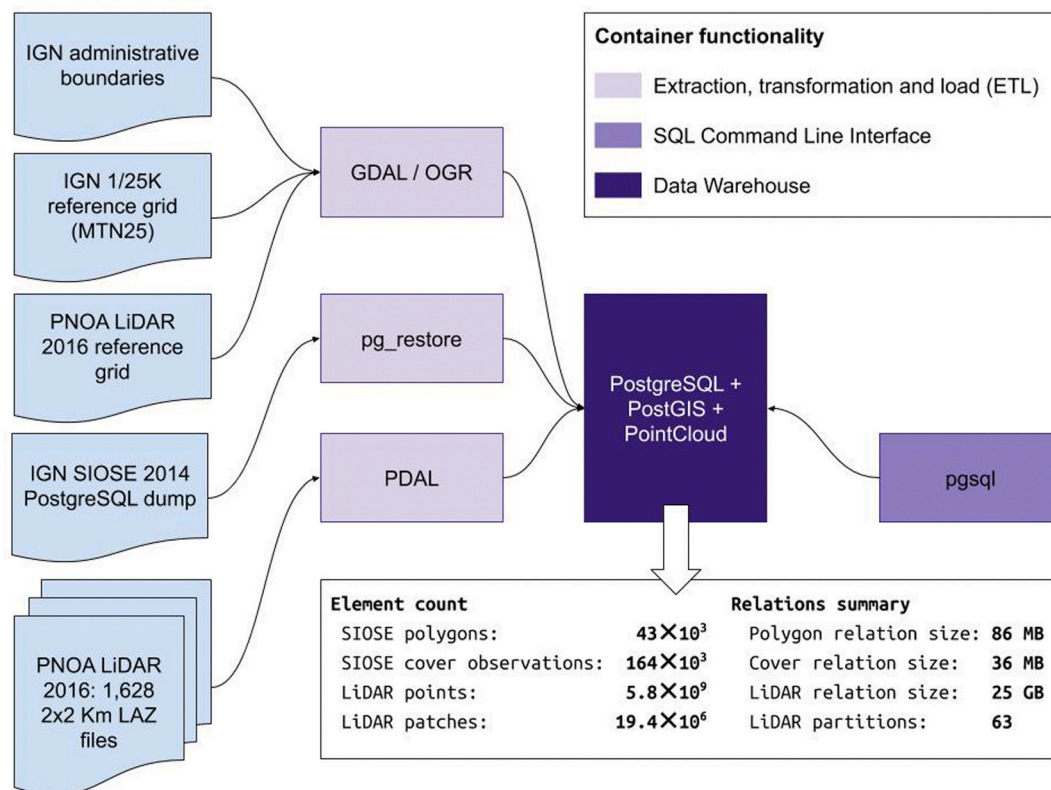 IGN administrative
boundaries
IGN 1/25K
reference grid
(MTN25)
PNOA LiDAR
2016 reference
grid
IGN SIOSE 2014
PostgreSQL dump
PNOA LiDAR
2016: 1,628
2x2 Km LAZ
files
GDAL / OGR
pg_restore
PDAL
Container functionality
Extraction, transformation and load (ETL)
SQL Command Line Interface
Data Warehouse
PostgreSQL +
PostGIS +
PointCloud
pgsql
Element count
SIOSE polygons: 43×10³
SIOSE cover observations: 164×10³
LiDAR points: 5.8×10⁹
LiDAR patches: 19.4×10⁶
Relations summary
Polygon relation size: 86 MB
Cover relation size: 36 MB
LiDAR relation size: 25 GB
LiDAR partitions: 63